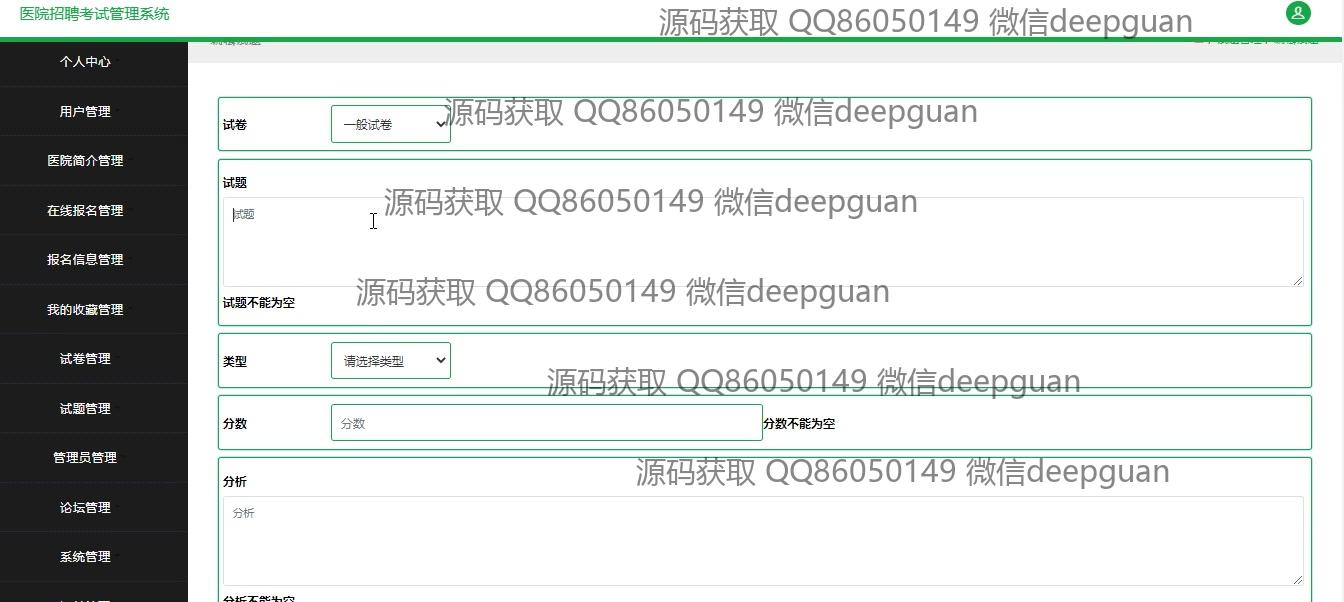 医院招聘考试管理系统
源码获取 QQ86050149 微信deepguan
个人中心
用户管理
医院简介管理
在线报名管理
报名信息管理
我的收藏管理
试卷管理
试题管理
管理员管理
论坛管理
系统管理
试卷
一般试卷
源码获取 QQ86050149 微信deepguan
试题
试题
源码获取 QQ86050149 微信deepguan
试题不能为空
源码获取 QQ86050149 微信deepguan
类型
请选择类型
源码获取 QQ86050149 微信deepguan
分数
分数
分数不能为空
分析
源码获取 QQ86050149 微信deepguan
分析
分析不能为空